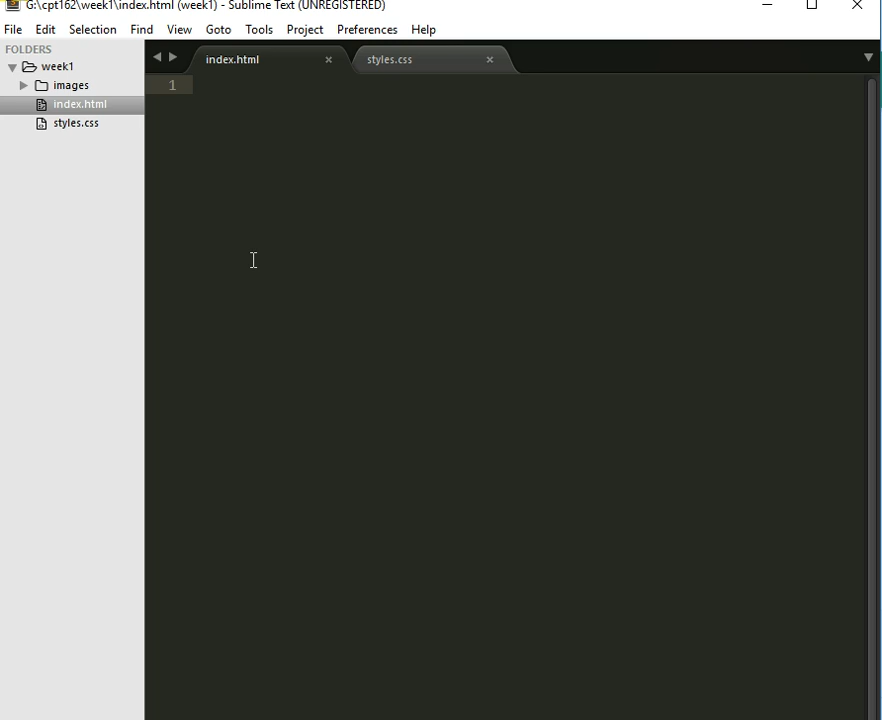 G:\cpt162\week1\index.html (week1) - Sublime Text (UNREGISTERED)
File Edit Selection Find View Goto Tools Project Preferences Help
FOLDERS
week1
images
index.html
styles.css
index.html styles.css
1